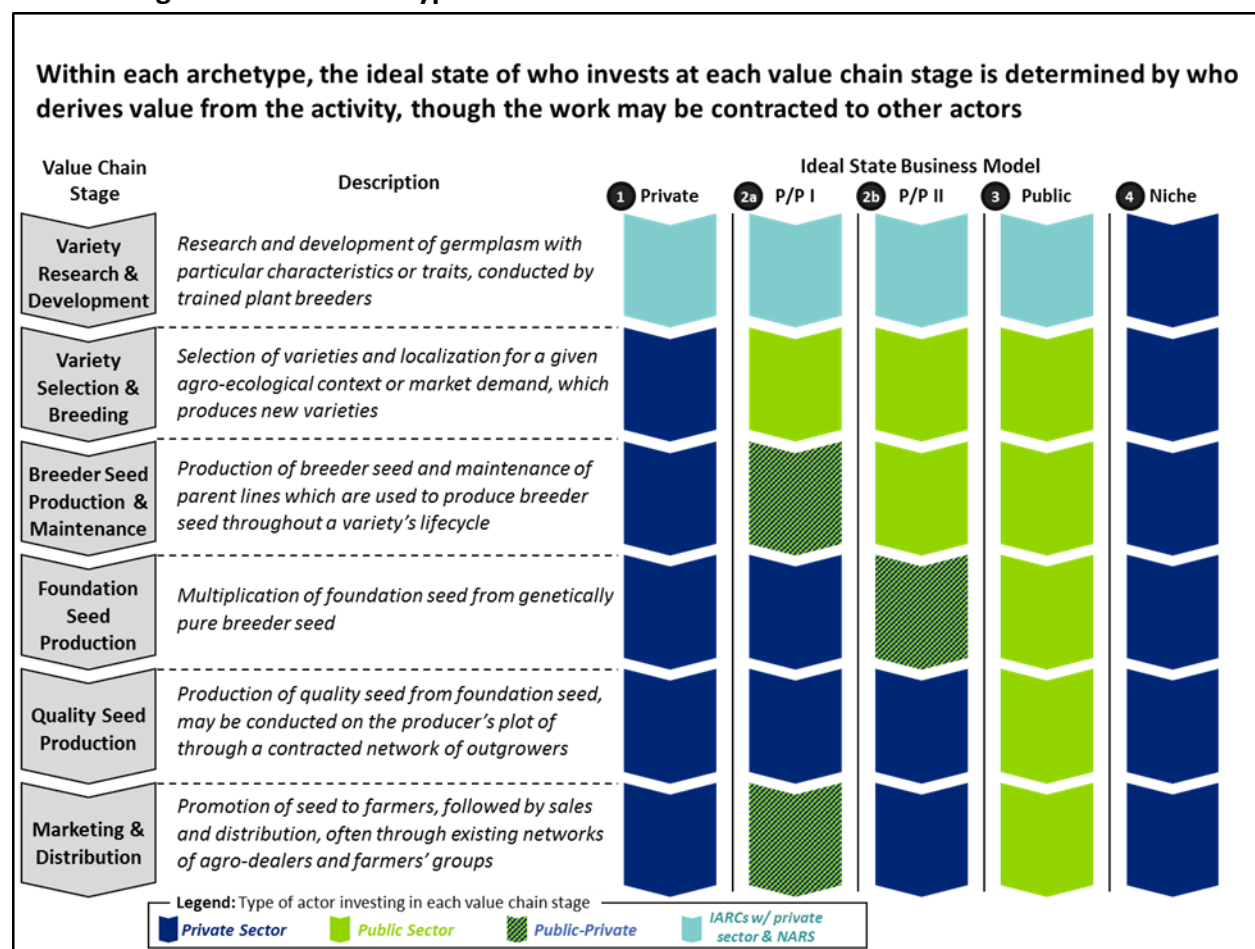 Within each archetype, the ideal state of who invests at each value chain stage is determined by who
derives value from the activity, though the work may be contracted to other actors
Value Chain
Stage
Description
Ideal State Business Model
1 Private
2a P/P I
2b P/P II
3 Public
4 Niche
Variety
Research &
Development
Research and development of germplasm with
particular characteristics or traits, conducted by
trained plant breeders
Variety
Selection &
Breeding
Selection of varieties and localization for a given
agro-ecological context or market demand, which
produces new varieties
Breeder Seed
Production &
Maintenance
Production of breeder seed and maintenance of
parent lines which are used to produce breeder
seed throughout a variety's lifecycle
Foundation
Seed
Production
Multiplication of foundation seed from genetically
pure breeder seed
Quality Seed
Production
Production of quality seed from foundation seed,
may be conducted on the producer's plot of
through a contracted network of outgrowers
Marketing &
Distribution
Promotion of seed to farmers, followed by sales
and distribution, often through existing networks
of agro-dealers and farmers' groups
Legend: Type of actor investing in each value chain stage
Private Sector
Public Sector
Public-Private
IARCs w/ private
sector & NARS